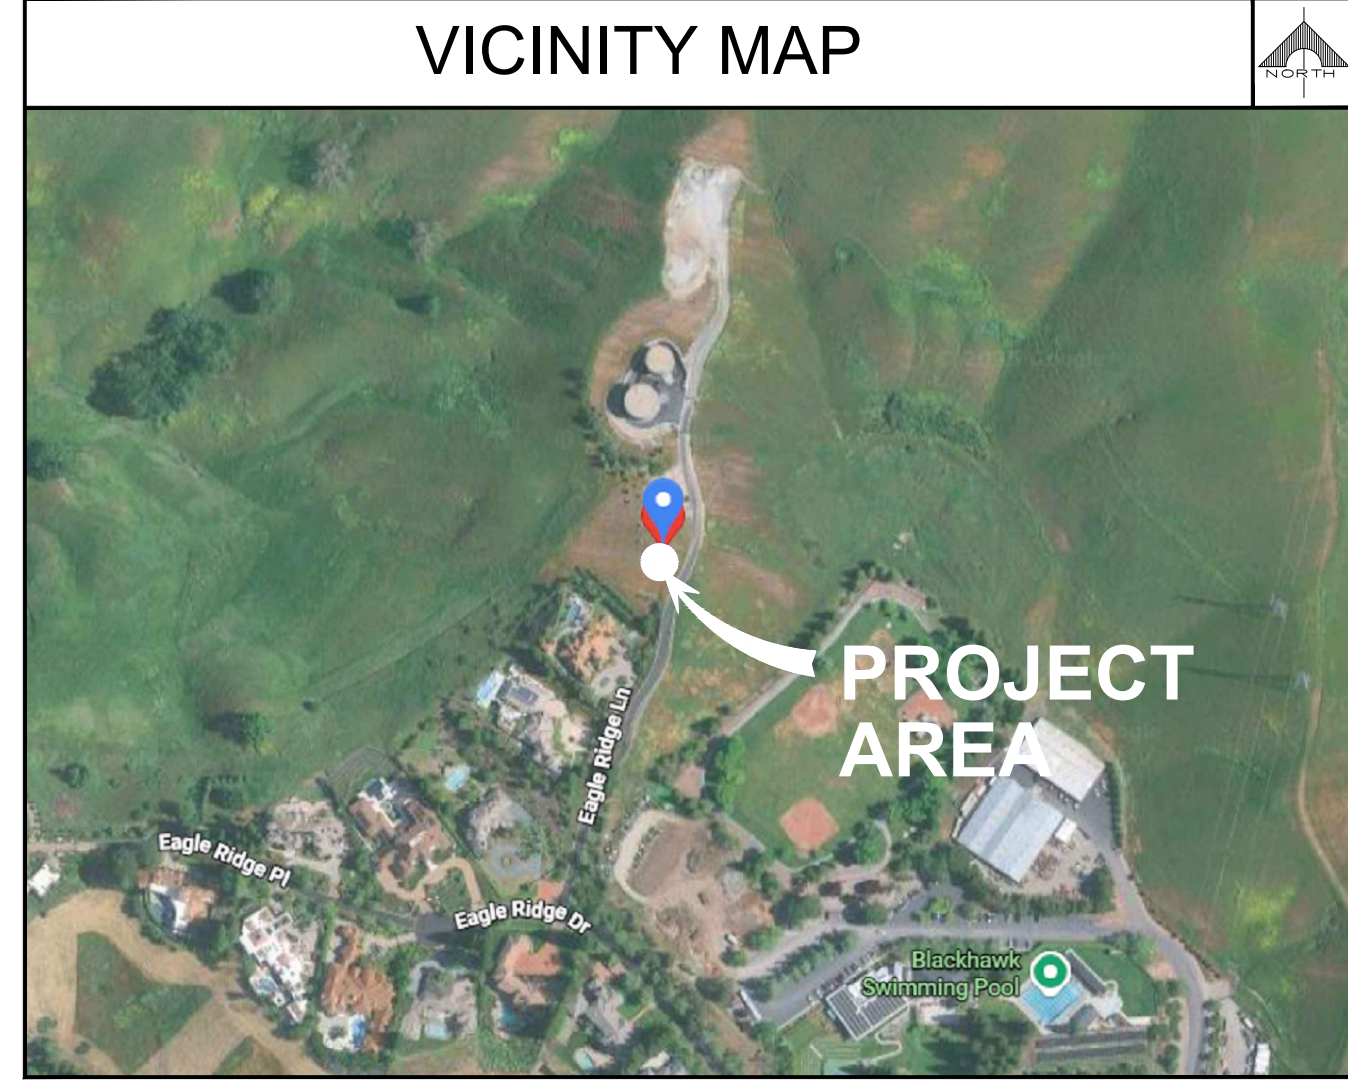 VICINITY MAP
NORTH
PROJECT
AREA
Eagle Ridge Ln
Eagle Ridge Pl
Eagle Ridge Dr
Blackhawk
Swimming Pool